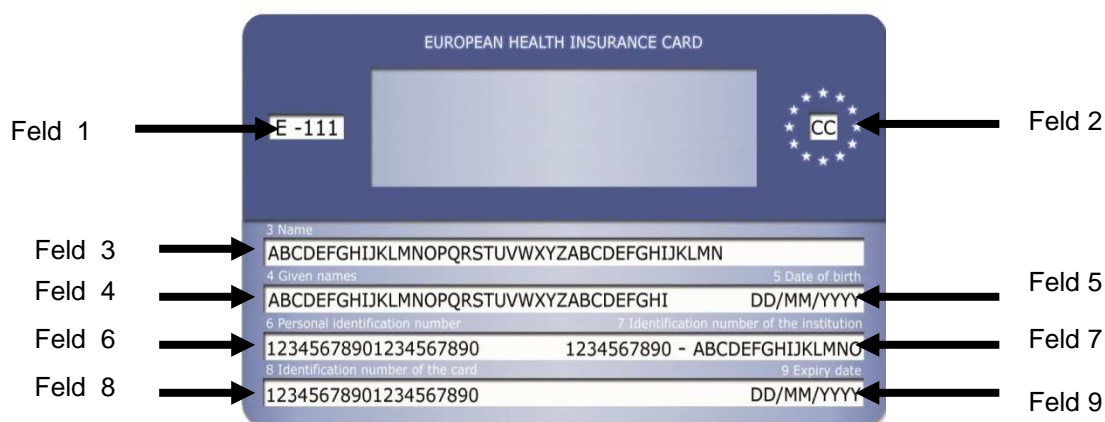 EUROPEAN HEALTH INSURANCE CARD
Feld 1 E -111 CC Feld 2
3 Name
Feld 3 ABCDEFGHIJKLMNOPQRSTUVWXYZABCDEFGHIJKLMN
4 Given names 5 Date of birth
Feld 4 ABCDEFGHIJKLMNOPQRSTUVWXYZABCDEFGHI DD/MM/YYYY Feld 5
6 Personal identification number 7 Identification number of the institution
Feld 6 12345678901234567890 1234567890 - ABCDEFGHIJKLMNO Feld 7
8 Identification number of the card 9 Expiry date
Feld 8 12345678901234567890 DD/MM/YYYY Feld 9